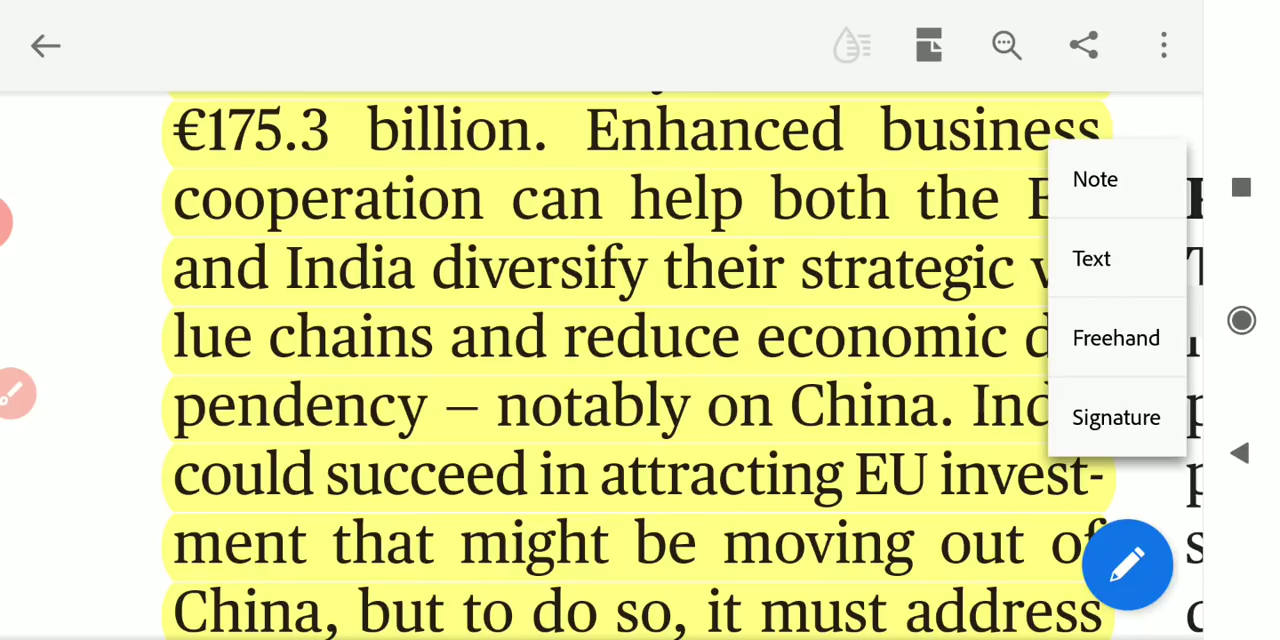 €175.3 billion. Enhanced business
cooperation can help both the
and India diversify their strategic
lue chains and reduce economic
pendency – notably on China.
could succeed in attracting EU invest-
ment that might be moving out of
China, but to do so, it must address
Note
Text
Freehand
Signature